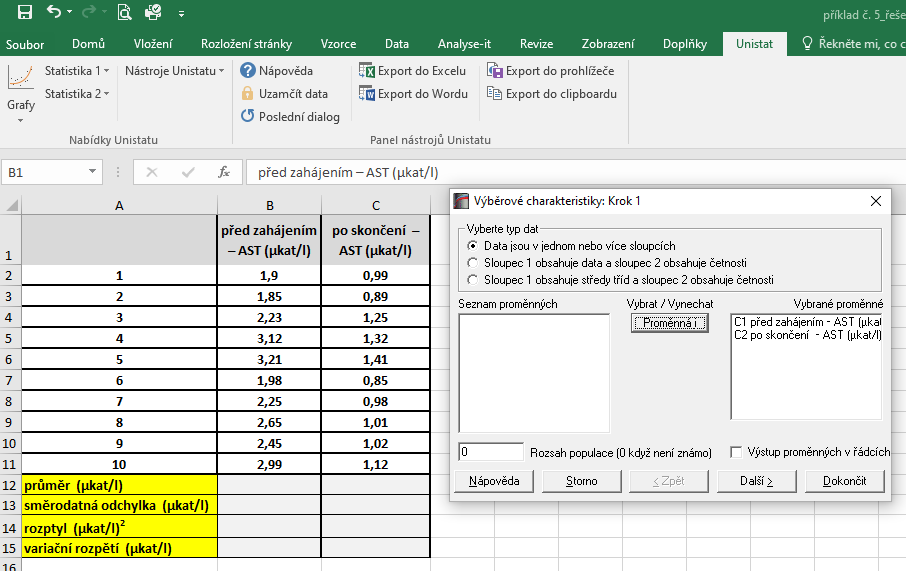 příklad č. 5_řeše
Soubor Domů Vložení Rozložení stránky Vzorce Data Analyse-it Revize Zobrazení Doplňky Unistat Řekněte mi, co c
Statistika 1 Nástroje Unistatu Nápověda Export do Excelu Export do prohlížeče
Statistika 2 Uzamčít data Export do Wordu Export do clipboardu
Grafy
Poslední dialog
Nabídky Unistatu Panel nástrojů Unistatu
B1 fx před zahájením – AST (µkat/l)
A B C
1 před zahájením – AST (µkat/l) po skončení – AST (µkat/l)
2 1 1,9 0,99
3 2 1,85 0,89
4 3 2,23 1,25
5 4 3,12 1,32
6 5 3,21 1,41
7 6 1,98 0,85
8 7 2,25 0,98
9 8 2,65 1,01
10 9 2,45 1,02
11 10 2,99 1,12
12 průměr (µkat/l)
13 směrodatná odchylka (µkat/l)
14 rozptyl (µkat/l)²
15 variační rozpětí (µkat/l)
16
Výběrové charakteristiky: Krok 1
Vyberte typ dat
Data jsou v jednom nebo více sloupcích
Sloupec 1 obsahuje data a sloupec 2 obsahuje četnosti
Sloupec 1 obsahuje středy tříd a sloupec 2 obsahuje četnosti
Seznam proměnných Vybrat / Vynechat Vybrané proměnné
Proměnná i
C1 před zahájením - AST (µkat
C2 po skončení - AST (µkat/l)
0 Rozsah populace (0 když není známo) Výstup proměnných v řádcích
Nápověda Storno < Zpět Další > Dokončit